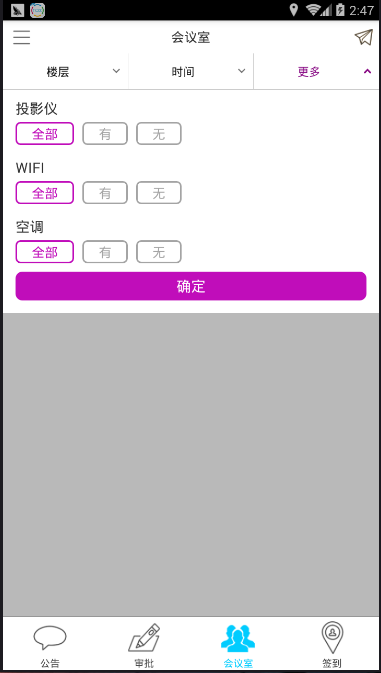 2:47
会议室
楼层 时间 更多
投影仪
全部 有 无
WIFI
全部 有 无
空调
全部 有 无
确定
公告 审批 会议室 签到